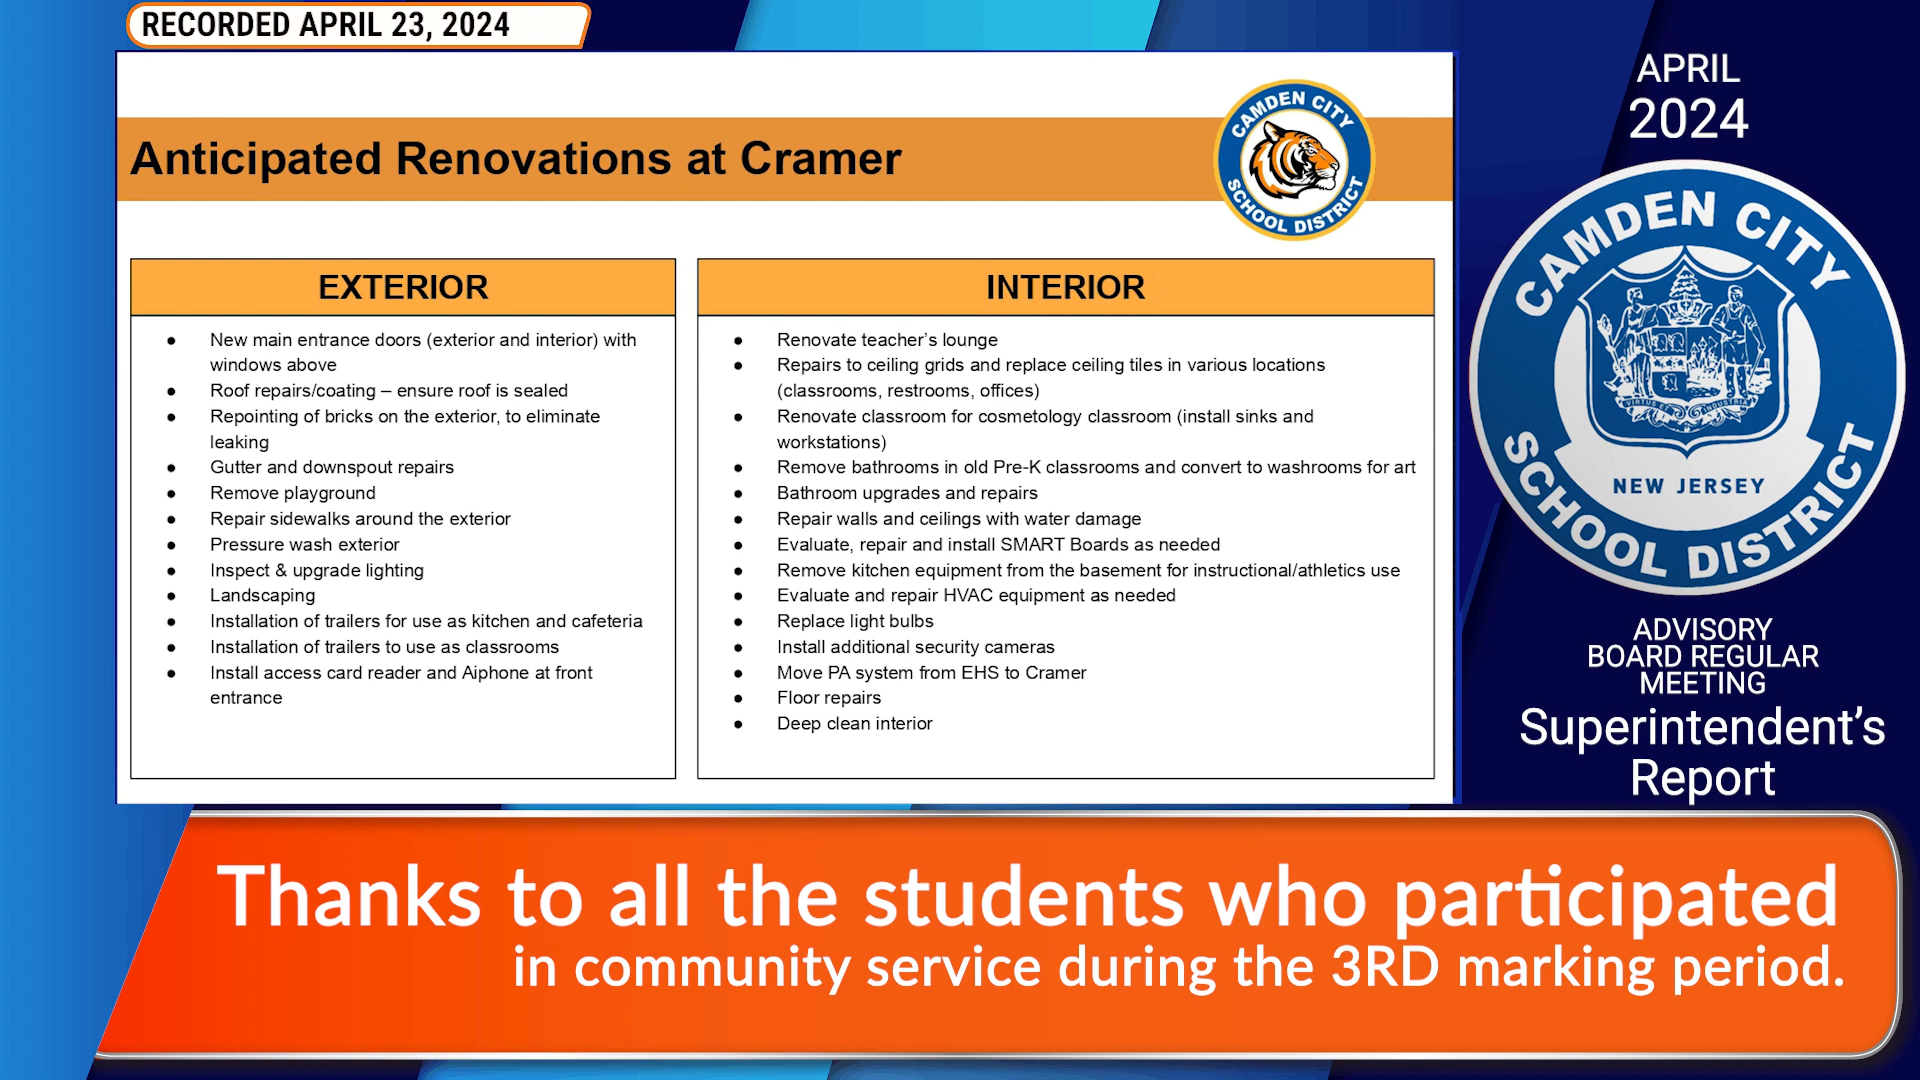 RECORDED APRIL 23, 2024
Anticipated Renovations at Cramer
CAMDEN CITY
SCHOOL DISTRICT
EXTERIOR
● New main entrance doors (exterior and interior) with
windows above
● Roof repairs/coating – ensure roof is sealed
● Repointing of bricks on the exterior, to eliminate
leaking
● Gutter and downspout repairs
● Remove playground
● Repair sidewalks around the exterior
● Pressure wash exterior
● Inspect & upgrade lighting
● Landscaping
● Installation of trailers for use as kitchen and cafeteria
● Installation of trailers to use as classrooms
● Install access card reader and Aiphone at front
entrance
INTERIOR
● Renovate teacher’s lounge
● Repairs to ceiling grids and replace ceiling tiles in various locations
(classrooms, restrooms, offices)
● Renovate classroom for cosmetology classroom (install sinks and
workstations)
● Remove bathrooms in old Pre-K classrooms and convert to washrooms for art
● Bathroom upgrades and repairs
● Repair walls and ceilings with water damage
● Evaluate, repair and install SMART Boards as needed
● Remove kitchen equipment from the basement for instructional/athletics use
● Evaluate and repair HVAC equipment as needed
● Replace light bulbs
● Install additional security cameras
● Move PA system from EHS to Cramer
● Floor repairs
● Deep clean interior
APRIL
2024
CAMDEN CITY
VIRTUS ET INDUSTRIA
NEW JERSEY
SCHOOL DISTRICT
ADVISORY
BOARD REGULAR
MEETING
Superintendent’s
Report
Thanks to all the students who participated
in community service during the 3RD marking period.